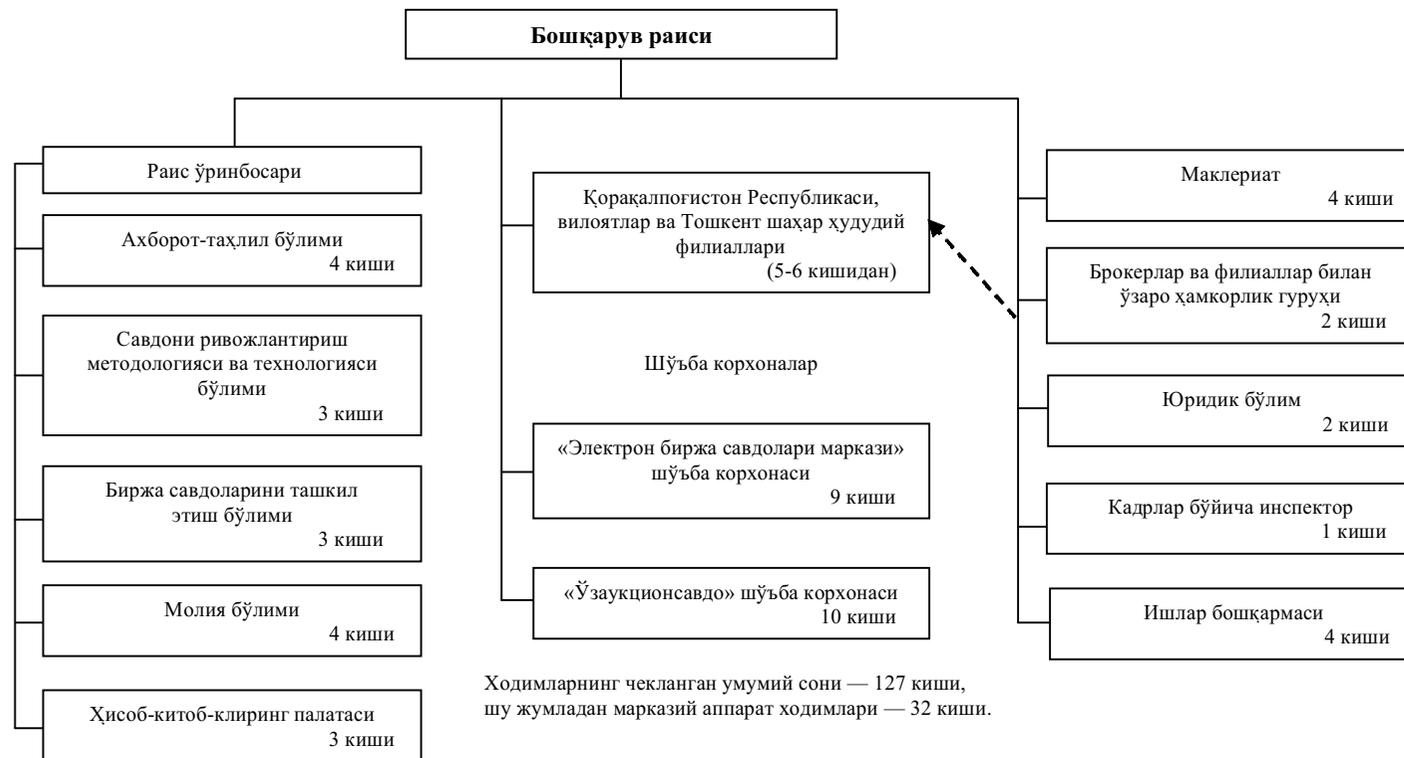 Бошқарув раиси
Раис ўринбосари
Ахборот-таҳлил бўлими
4 киши
Савдони ривожлантириш
методологияси ва технологияси
бўлими
3 киши
Биржа савдоларини ташкил
этиш бўлими
3 киши
Молия бўлими
4 киши
Ҳисоб-китоб-клиринг палатаси
3 киши
Қорақалпоғистон Республикаси,
вилоятлар ва Тошкент шаҳар ҳудудий
филиаллари
(5-6 кишидан)
Шўъба корхоналар
«Электрон биржа савдолари маркази»
шўъба корхонаси
9 киши
«Ўзаукционсавдо» шўъба корхонаси
10 киши
Ходимларнинг чекланган умумий сони — 127 киши,
шу жумладан марказий аппарат ходимлари — 32 киши.
Маклериат
4 киши
Брокерлар ва филиаллар билан
ўзаро ҳамкорлик гуруҳи
2 киши
Юридик бўлим
2 киши
Кадрлар бўйича инспектор
1 киши
Ишлар бошқармаси
4 киши